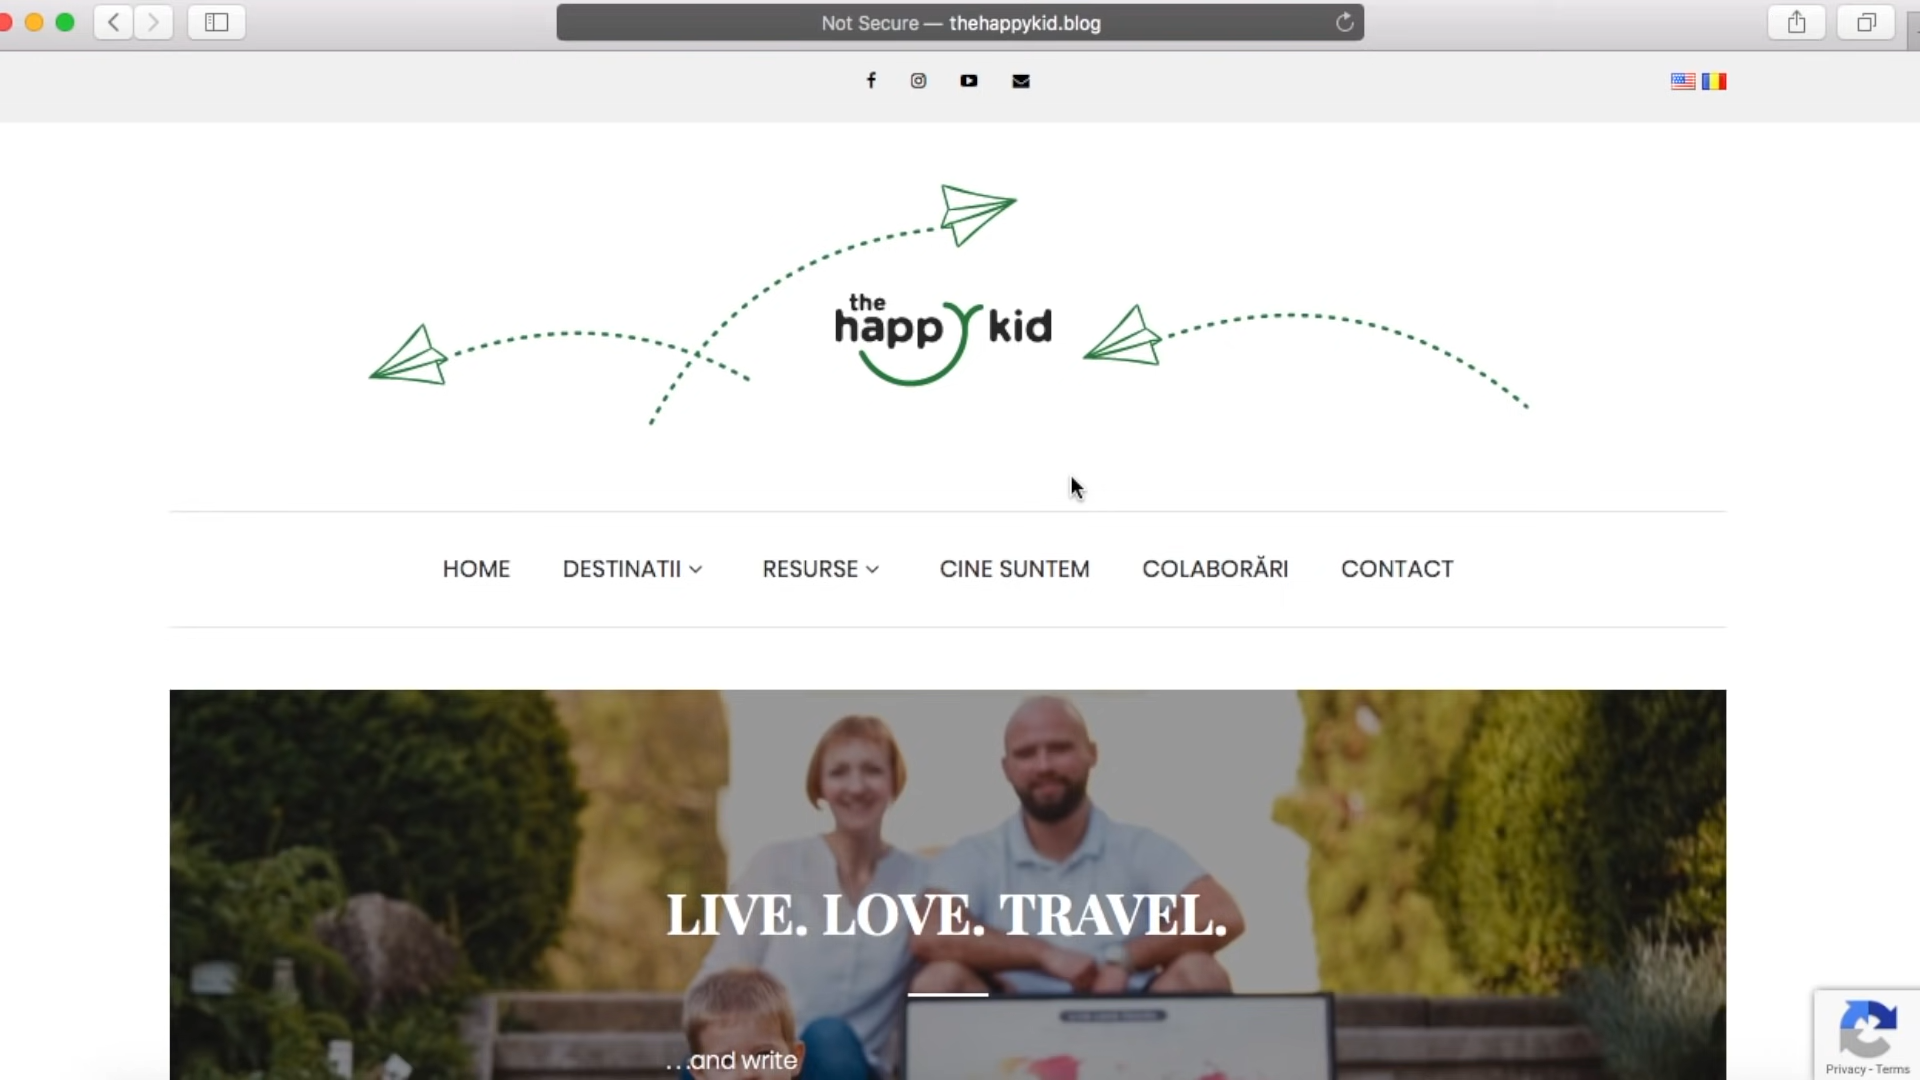 Not Secure — thehappykid.blog
the
happy kid
HOME DESTINATII RESURSE CINE SUNTEM COLABORĂRI CONTACT
LIVE. LOVE. TRAVEL.
...and write
Privacy - Terms